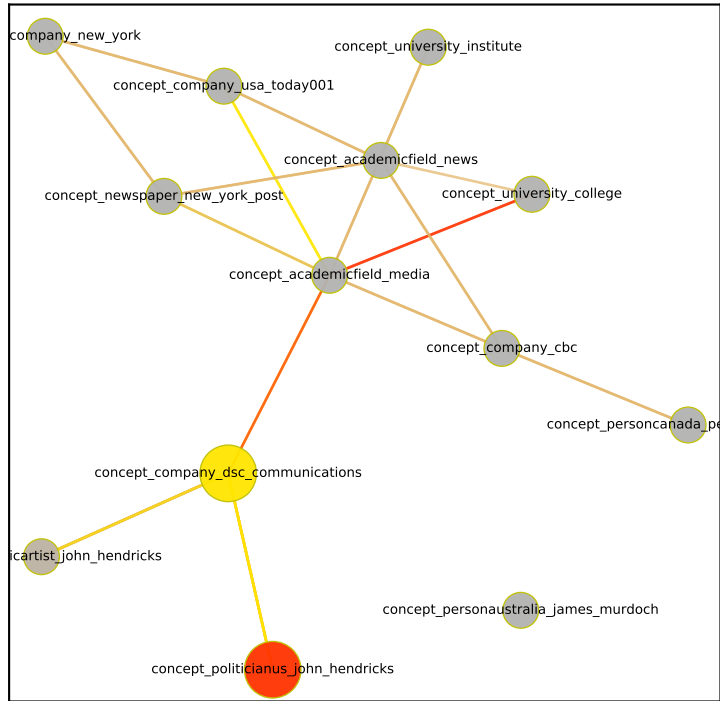 company_new_york
concept_university_institute
concept_company_usa_today001
concept_academicfield_news
concept_university_college
concept_newspaper_new_york_post
concept_academicfield_media
concept_company_cbc
concept_personcanada_pe
concept_company_dsc_communications
icartist_john_hendricks
concept_personaustralia_james_murdoch
concept_politicianus_john_hendricks